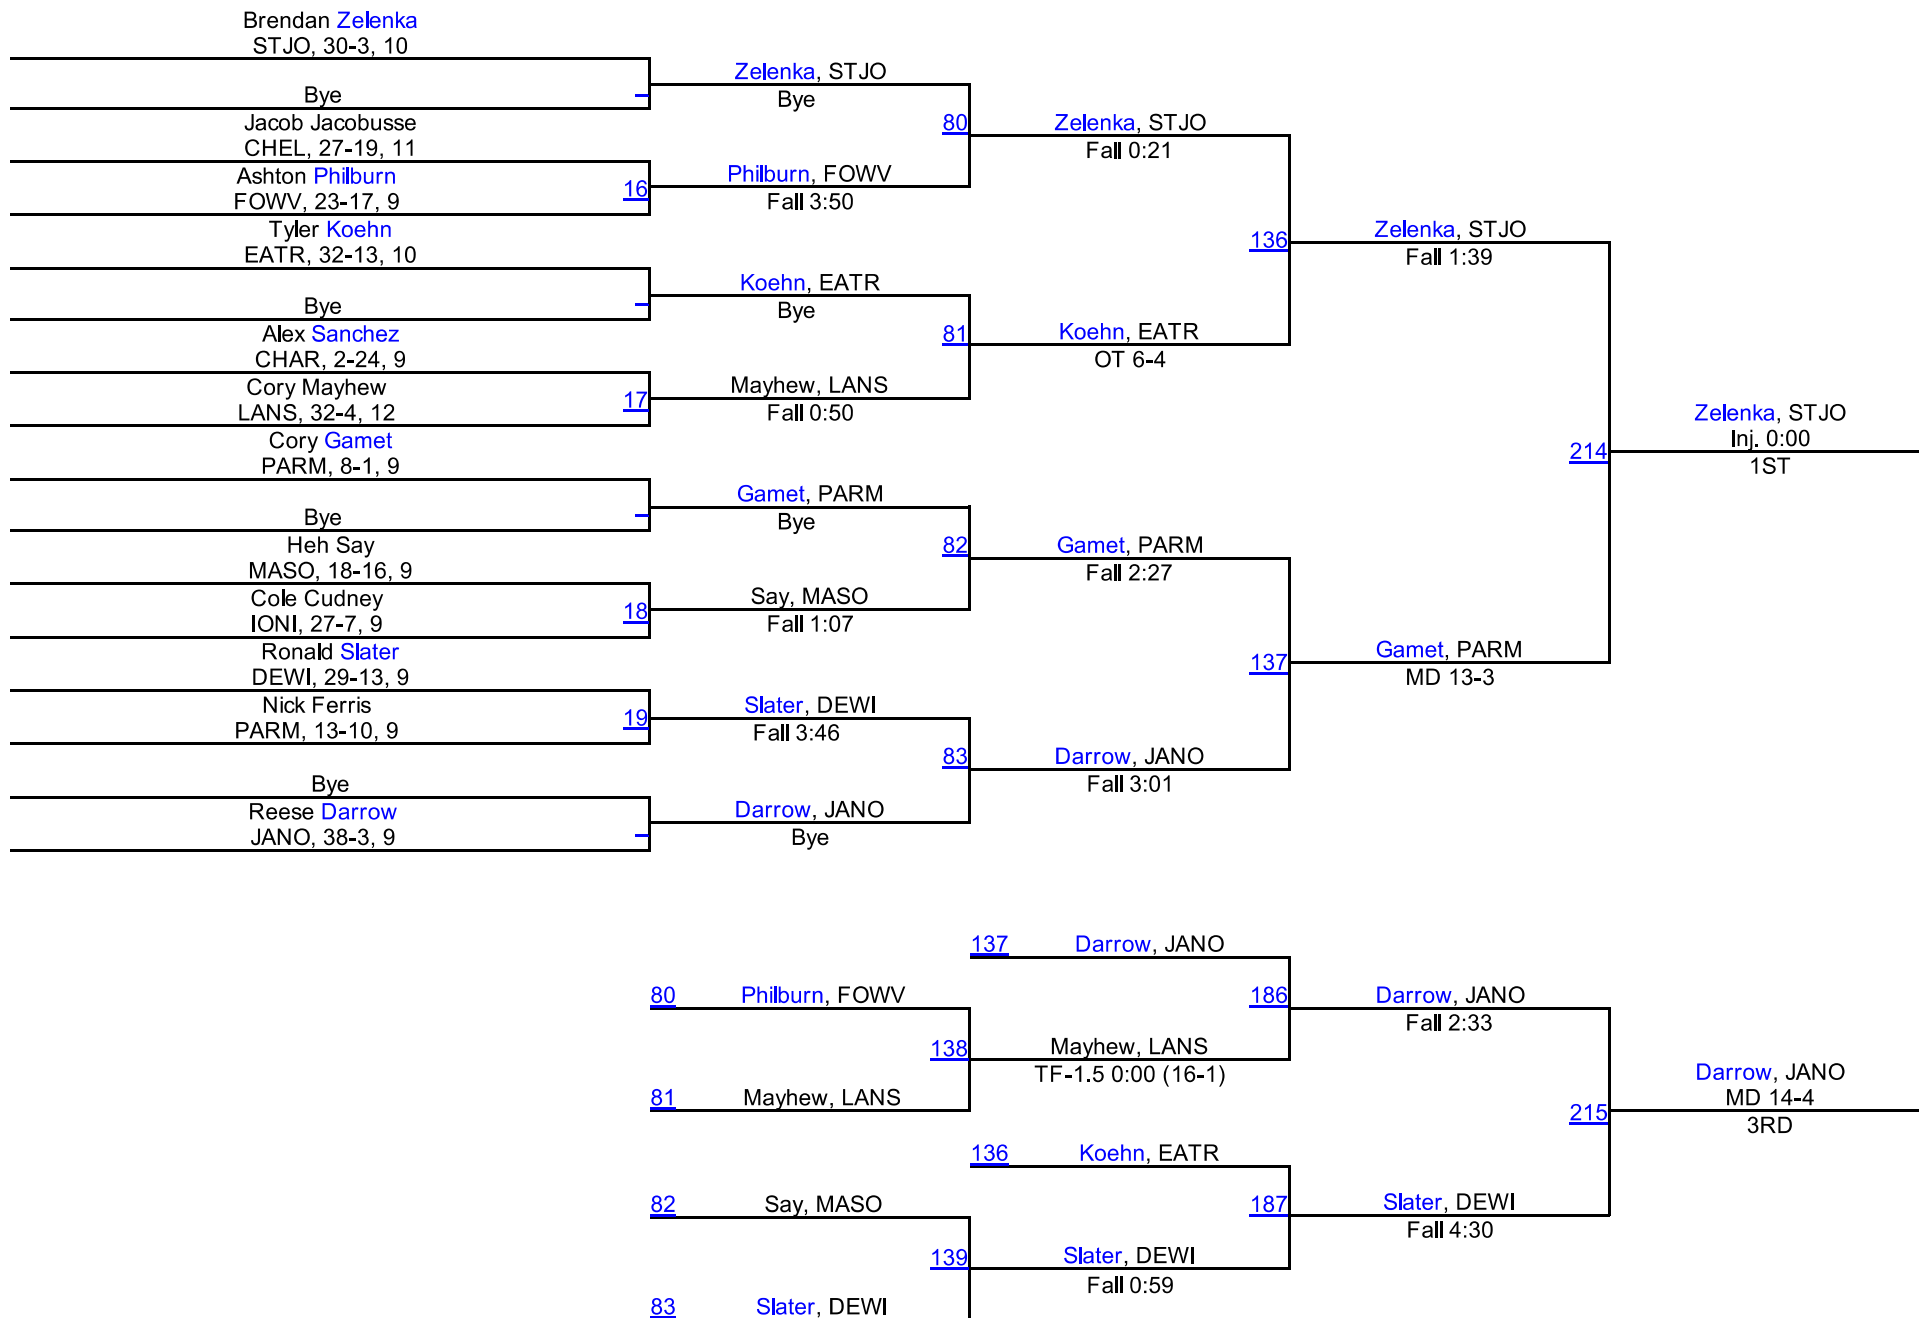 Brendan Zelenka
STJO, 30-3, 10
Bye
Jacob Jacobusse
CHEL, 27-19, 11
Ashton Philburn
FOWV, 23-17, 9
16
Tyler Koehn
EATR, 32-13, 10
Bye
Alex Sanchez
CHAR, 2-24, 9
Cory Mayhew
LANS, 32-4, 12
17
Cory Gamet
PARM, 8-1, 9
Bye
Heh Say
MASO, 18-16, 9
Cole Cudney
IONI, 27-7, 9
18
Ronald Slater
DEWI, 29-13, 9
Nick Ferris
PARM, 13-10, 9
19
Bye
Reese Darrow
JANO, 38-3, 9
Zelenka, STJO
Bye
80
Philburn, FOWV
Fall 3:50
Koehn, EATR
Bye
81
Mayhew, LANS
Fall 0:50
Gamet, PARM
Bye
82
Say, MASO
Fall 1:07
Slater, DEWI
Fall 3:46
83
Darrow, JANO
Bye
Zelenka, STJO
Fall 0:21
136
Koehn, EATR
OT 6-4
Gamet, PARM
Fall 2:27
137
Darrow, JANO
Fall 3:01
Zelenka, STJO
Fall 1:39
214
Gamet, PARM
MD 13-3
Zelenka, STJO
Inj. 0:00
1ST
137 Darrow, JANO
80 Philburn, FOWV
186
138
Mayhew, LANS
TF-1.5 0:00 (16-1)
81 Mayhew, LANS
Darrow, JANO
Fall 2:33
136 Koehn, EATR
82 Say, MASO
187
139
Slater, DEWI
Fall 0:59
83 Slater, DEWI
Slater, DEWI
Fall 4:30
215
Darrow, JANO
MD 14-4
3RD